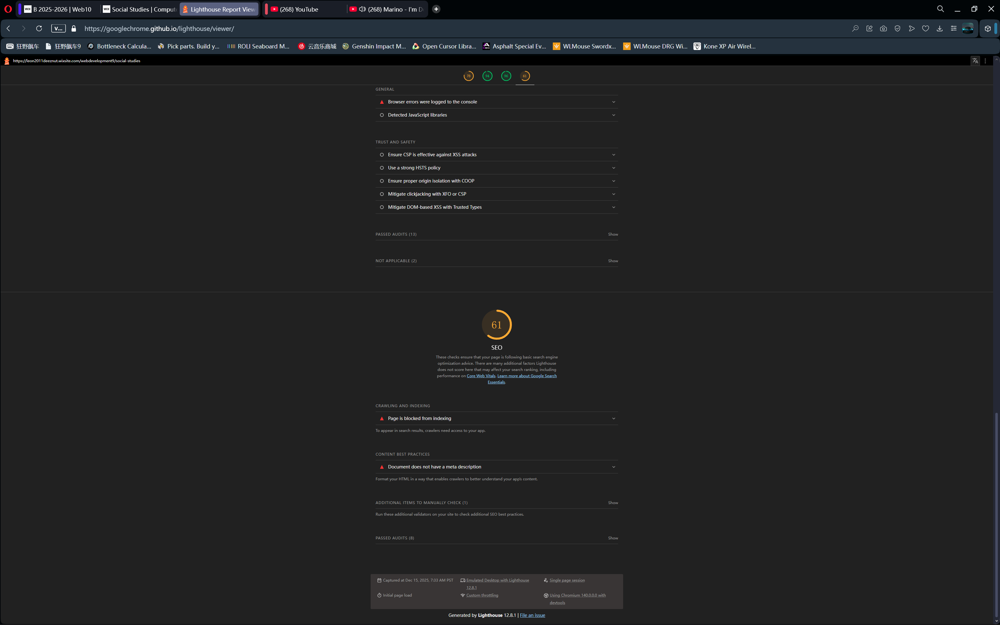 B 2025-2026 | Web10
Social Studies | Compute
Lighthouse Report View
(268) YouTube
(268) Marino - I'm D
V...
https://googlechrome.github.io/lighthouse/viewer/
狂野飙车
狂野飙车9
Bottleneck Calcula...
Pick parts. Build y...
ROLI Seaboard M...
云音乐商城
Genshin Impact M...
Open Cursor Libra...
Asphalt Special Ev...
WLMouse Swordx...
WLMouse DRG Wi...
Kone XP Air Wirel...
https://leon2011deeznut.wixsite.com/webdevelopment9/social-studies
78
94
96
61
GENERAL
Browser errors were logged to the console
Detected JavaScript libraries
TRUST AND SAFETY
Ensure CSP is effective against XSS attacks
Use a strong HSTS policy
Ensure proper origin isolation with COOP
Mitigate clickjacking with XFO or CSP
Mitigate DOM-based XSS with Trusted Types
PASSED AUDITS (13)
Show
NOT APPLICABLE (2)
Show
61
SEO
These checks ensure that your page is following basic search engine
optimization advice. There are many additional factors Lighthouse
does not score here that may affect your search ranking, including
performance on Core Web Vitals. Learn more about Google Search
Essentials.
CRAWLING AND INDEXING
Page is blocked from indexing
To appear in search results, crawlers need access to your app.
CONTENT BEST PRACTICES
Document does not have a meta description
Format your HTML in a way that enables crawlers to better understand your app's content.
ADDITIONAL ITEMS TO MANUALLY CHECK (1)
Show
Run these additional validators on your site to check additional SEO best practices.
PASSED AUDITS (8)
Show
Captured at Dec 15, 2025, 7:33 AM PST
Emulated Desktop with Lighthouse
12.8.1
Single page session
Initial page load
Custom throttling
Using Chromium 140.0.0.0 with
devtools
Generated by Lighthouse 12.8.1 | File an issue